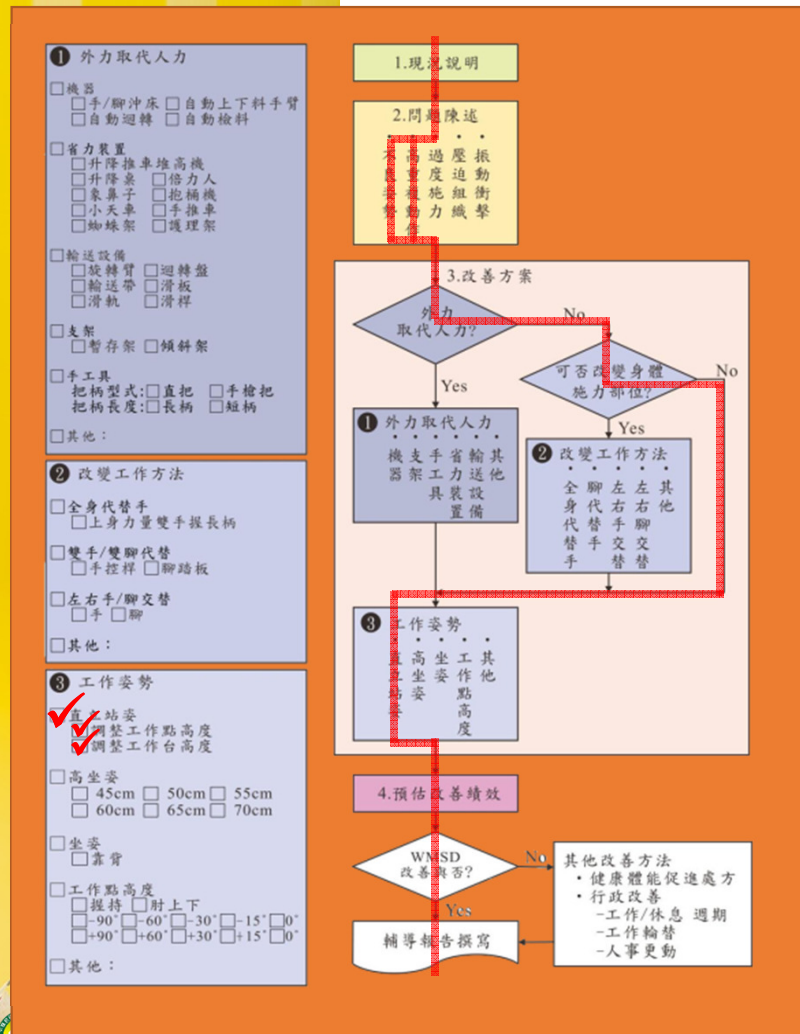 ❶ 外力取代人力
□機器
□手/腳沖床 □自動上下料手臂
□自動迴轉 □自動檢料
□省力裝置
□升降推車堆高機
□升降桌 □倍力人
□象鼻子 □抱桶機
□小天車 □手推車
□蜘蛛架 □護理架
□輸送設備
□旋轉臂 □迴轉盤
□輸送帶 □滑板
□滑軌 □滑桿
□支架
□暫存架 □傾斜架
□手工具
把柄型式:□直把 □手槍把
把柄長度:□長柄 □短柄
□其他:
❷ 改變工作方法
□全身代替手
□上身力量雙手握長柄
□雙手/雙腳代替
□手控桿 □腳踏板
□左右手/腳交替
□手 □腳
□其他:
❸ 工作姿勢
□直立站姿
□調整工作點高度
□調整工作台高度
□高坐姿
□ 45cm □ 50cm □ 55cm
□ 60cm □ 65cm □ 70cm
□坐姿
□靠背
□工作點高度
□握持 □肘上下
□-90° □-60° □-30° □-15° □0°
□+90° □+60° □+30° □+15° □0°
□其他:
1.現況說明
2.問題陳述
•不良姿勢
•高重複動作
•過度施力
•壓迫組織
•振動衝擊
3.改善方案
外力
取代人力?
No
Yes
可否改變身體
施力部位?
No
Yes
❶ 外力取代人力
•機器
•支架
•手工具
•省力裝置
•輸送設備
•其他
❷ 改變工作方法
•全身代替手
•腳代替手
•左右手交替
•左右腳交替
•其他
❸ 工作姿勢
•直立站姿
•高坐姿
•坐姿
•工作點高度
•其他
4.預估改善績效
WMSD
改善與否?
No
Yes
其他改善方法
•健康體能促進處方
•行政改善
–工作/休息 週期
–工作輪替
–人事更動
輔導報告撰寫